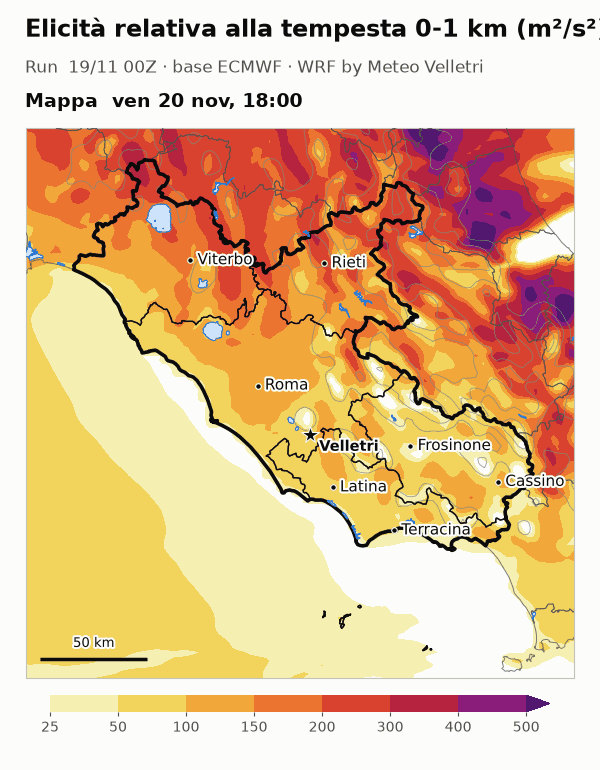 Elicità relativa alla tempesta 0-1 km (m²/s²)
Run  19/11 00Z · base ECMWF · WRF by Meteo Velletri
Mappa  ven 20 nov, 18:00
Viterbo
Rieti
Roma
Velletri
Frosinone
Latina
Cassino
Terracina
50 km
25 50 100 150 200 300 400 500